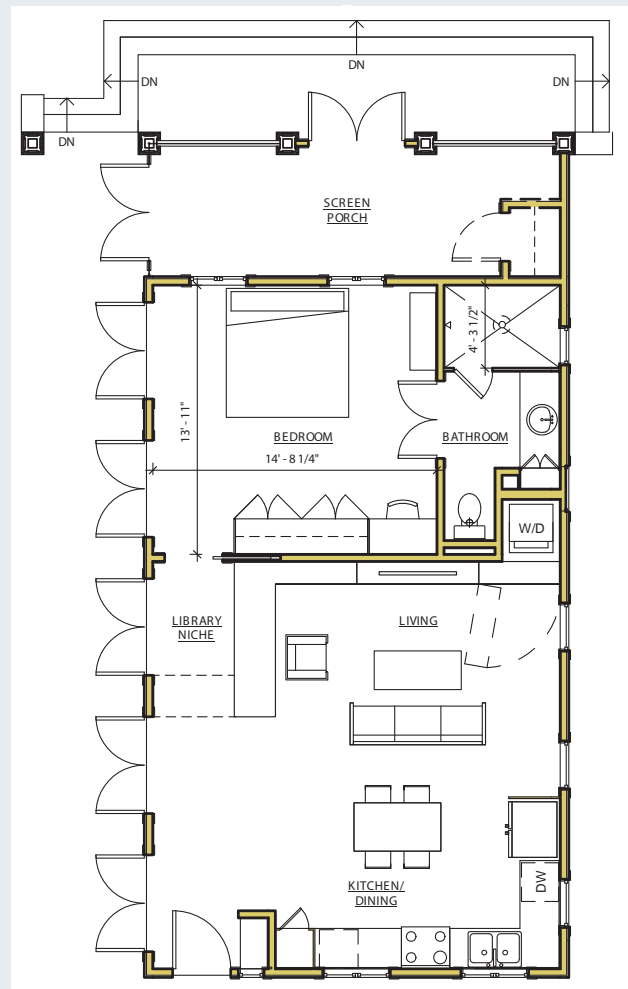 DN
DN
DN
DN
SCREEN
PORCH
4' - 3 1/2"
13' - 11"
BEDROOM
BATHROOM
14' - 8 1/4"
W/D
LIBRARY
NICHE
LIVING
KITCHEN/
DINING
DW